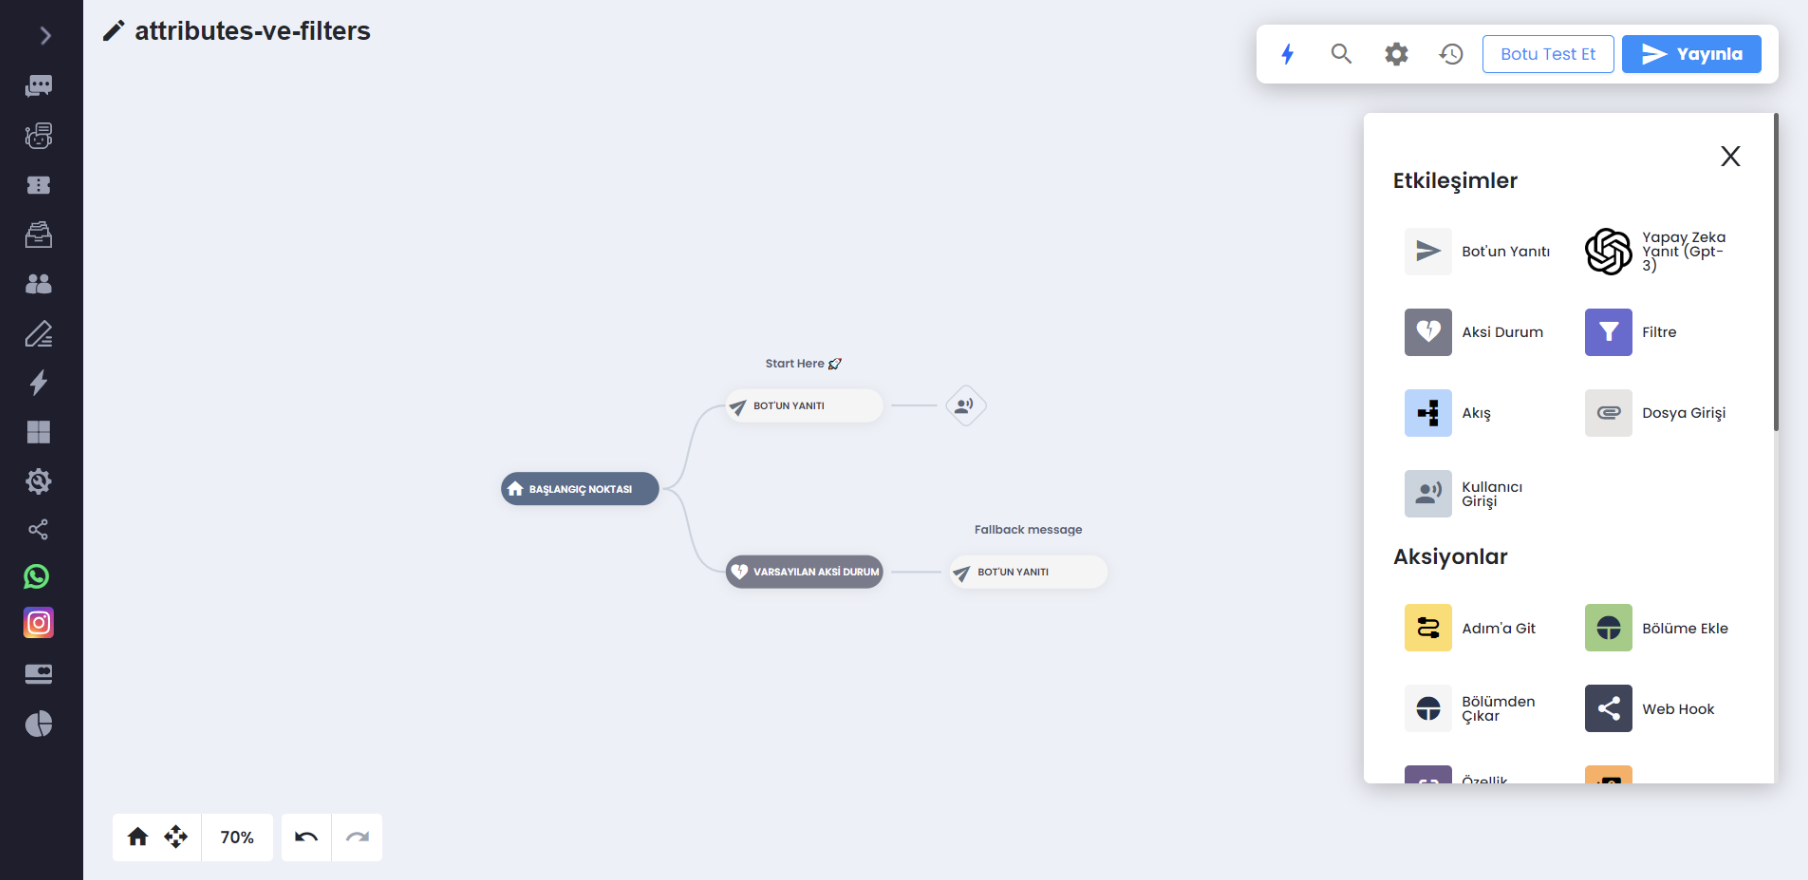 attributes-ve-filters
Botu Test Et
Yayınla
Etkileşimler
Bot'un Yanıtı
Yapay Zeka
Yanıt (Gpt-
3)
Aksi Durum
Filtre
Akış
Dosya Girişi
Kullanıcı
Girişi
Aksiyonlar
Adım'a Git
Bölüme Ekle
Bölümden
Çıkar
Web Hook
Özellik
Start Here
BOT'UN YANITI
BAŞLANGIÇ NOKTASI
Fallback message
VARSAYILAN AKSİ DURUM
BOT'UN YANITI
70%